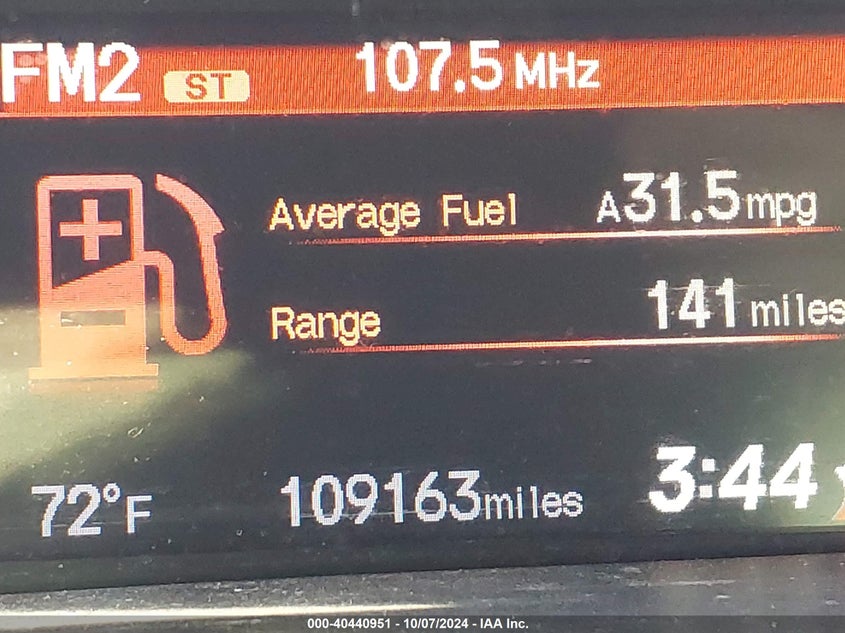 FM2 ST 107.5 MHz
Average Fuel A31.5 mpg
Range 141 miles
72°F 109163 miles 3:44
000-40440951 - 10/07/2024 - IAA Inc.